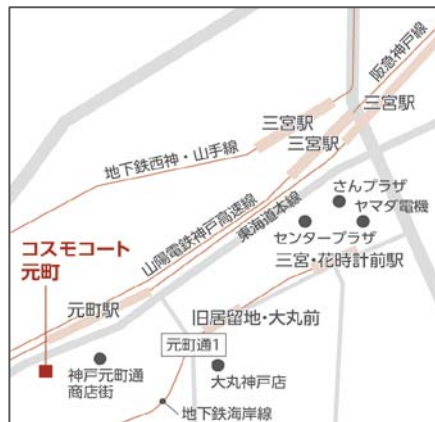 阪急神戸線
三宮駅
三宮駅
三宮駅
地下鉄西神・山手線
さんプラザ
ヤマダ電機
山陽電鉄神戸高速線
東海道本線
センタープラザ
コスモコート
元町
三宮・花時計前駅
元町駅
旧居留地・大丸前
元町通1
神戸元町通
商店街
大丸神戸店
地下鉄海岸線